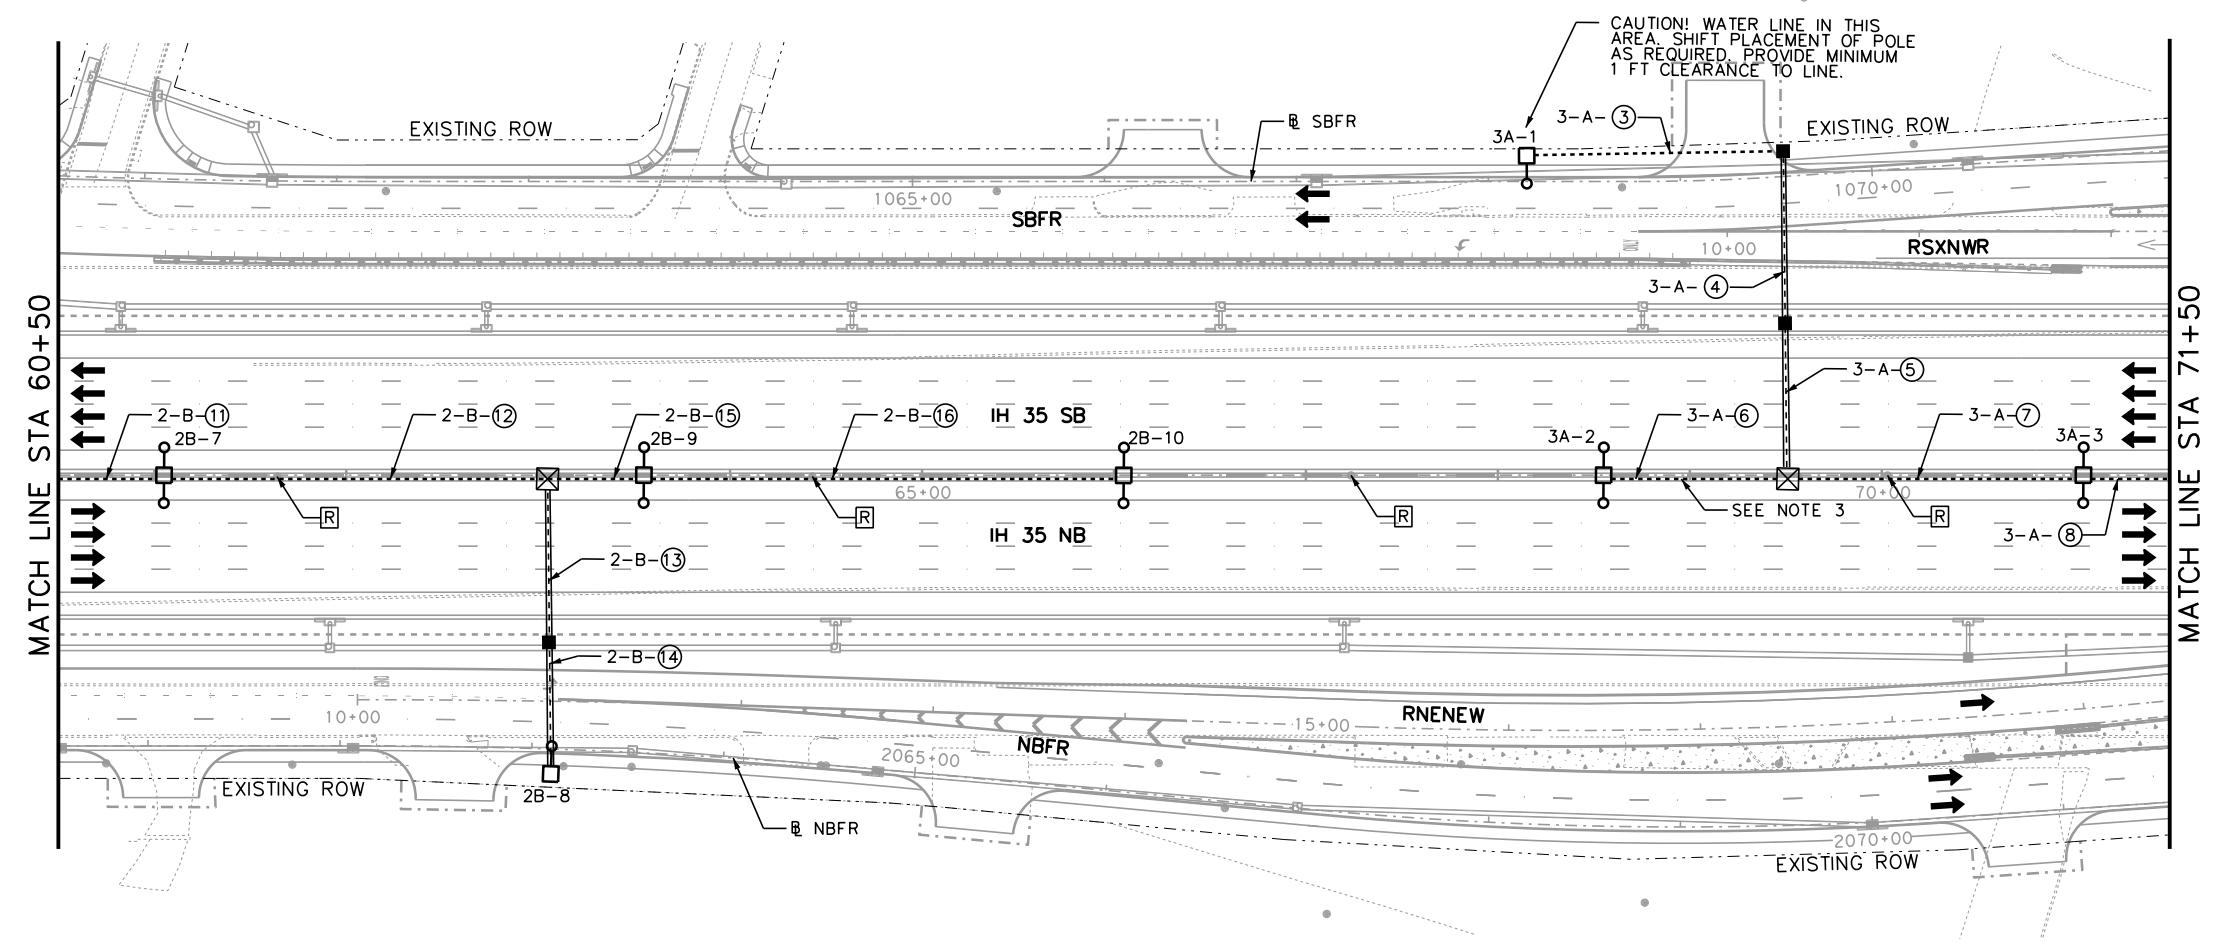 CAUTION! WATER LINE IN THIS
AREA. SHIFT PLACEMENT OF POLE
AS REQUIRED. PROVIDE MINIMUM
1 FT CLEARANCE TO LINE.
EXISTING ROW
℄ SBFR
3A-1
3-A-3
EXISTING ROW
1065+00
1070+00
SBFR
10+00
RSXNWR
3-A-4
MATCH LINE STA 60+50
MATCH LINE STA 71+50
3-A-5
2-B-11
2-B-12
2-B-15
2-B-16
IH 35 SB
3-A-6
3-A-7
2B-7
2B-9
2B-10
3A-2
3A-3
65+00
70+00
R
R
R
SEE NOTE 3
R
IH 35 NB
3-A-8
2-B-13
2-B-14
10+00
RNENEW
15+00
NBFR
2065+00
EXISTING ROW
2B-8
℄ NBFR
2070+00
EXISTING ROW